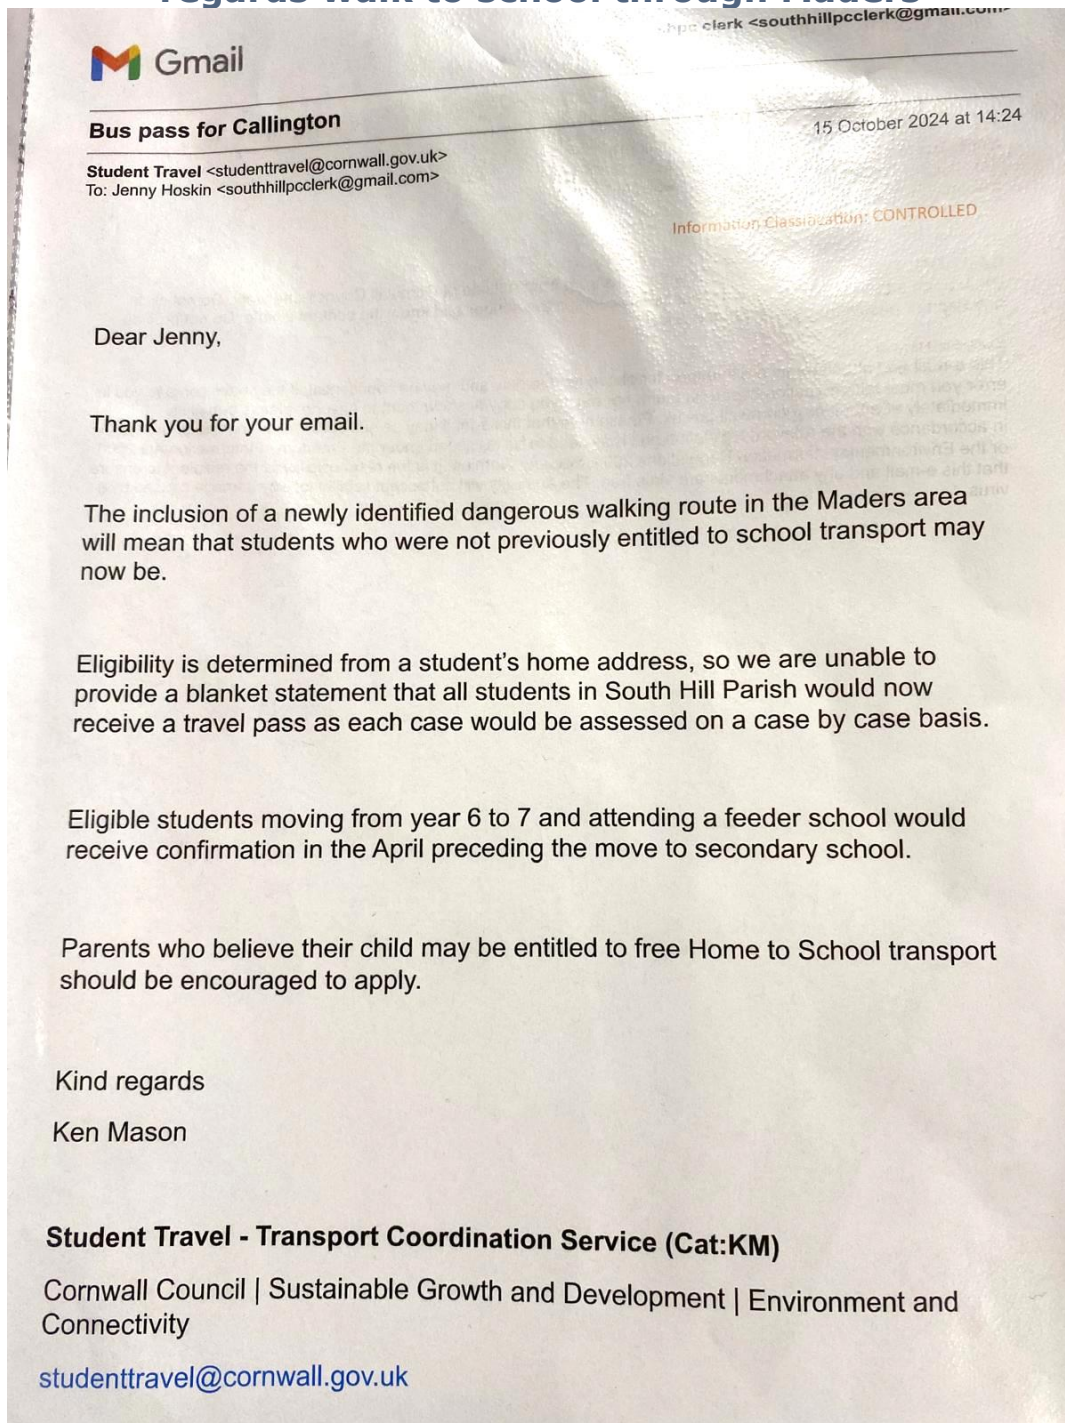 regards walk to school through Maders
clerk <southhillpcclerk@gmail.com>
Gmail
Bus pass for Callington
15 October 2024 at 14:24
Student Travel <studenttravel@cornwall.gov.uk>
To: Jenny Hoskin <southhillpcclerk@gmail.com>
Information Classification: CONTROLLED
Dear Jenny,
Thank you for your email.
The inclusion of a newly identified dangerous walking route in the Maders area
will mean that students who were not previously entitled to school transport may
now be.
Eligibility is determined from a student's home address, so we are unable to
provide a blanket statement that all students in South Hill Parish would now
receive a travel pass as each case would be assessed on a case by case basis.
Eligible students moving from year 6 to 7 and attending a feeder school would
receive confirmation in the April preceding the move to secondary school.
Parents who believe their child may be entitled to free Home to School transport
should be encouraged to apply.
Kind regards
Ken Mason
Student Travel - Transport Coordination Service (Cat:KM)
Cornwall Council | Sustainable Growth and Development | Environment and
Connectivity
studenttravel@cornwall.gov.uk